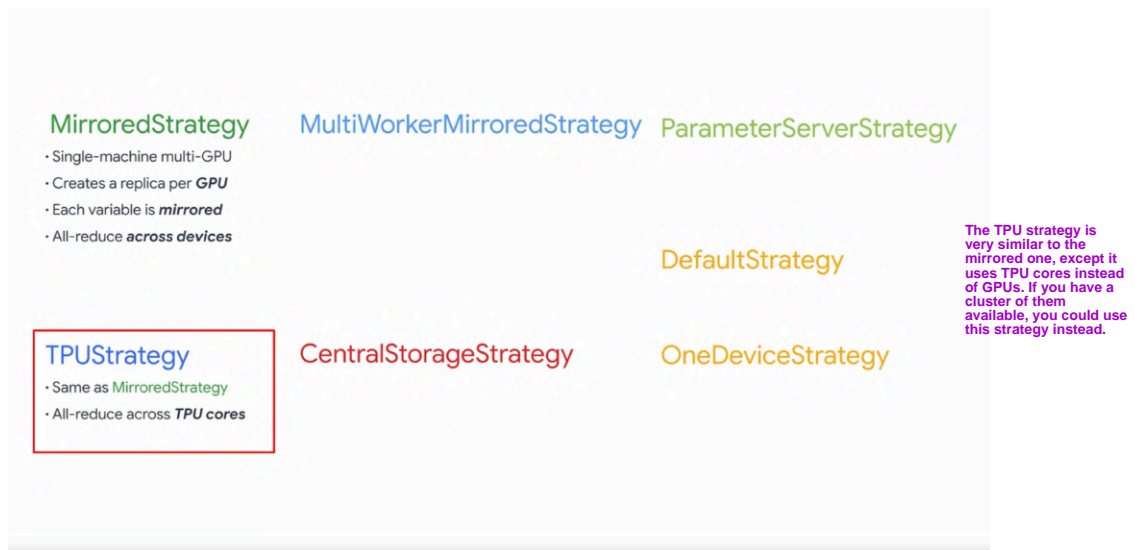 MirroredStrategy
· Single-machine multi-GPU
· Creates a replica per GPU
· Each variable is mirrored
· All-reduce across devices
MultiWorkerMirroredStrategy
ParameterServerStrategy
DefaultStrategy
TPUStrategy
· Same as MirroredStrategy
· All-reduce across TPU cores
CentralStorageStrategy
OneDeviceStrategy
The TPU strategy is
very similar to the
mirrored one, except it
uses TPU cores instead
of GPUs. If you have a
cluster of them
available, you could use
this strategy instead.